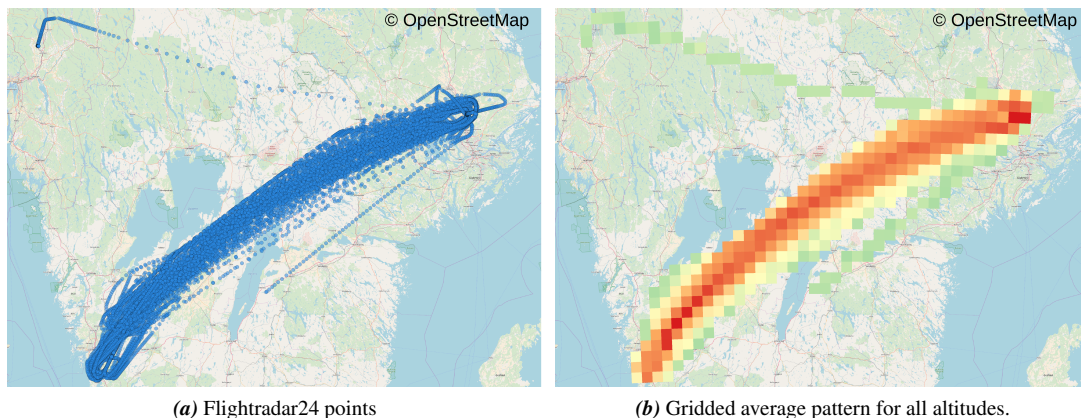 © OpenStreetMap
© OpenStreetMap
(a) Flightradar24 points
(b) Gridded average pattern for all altitudes.